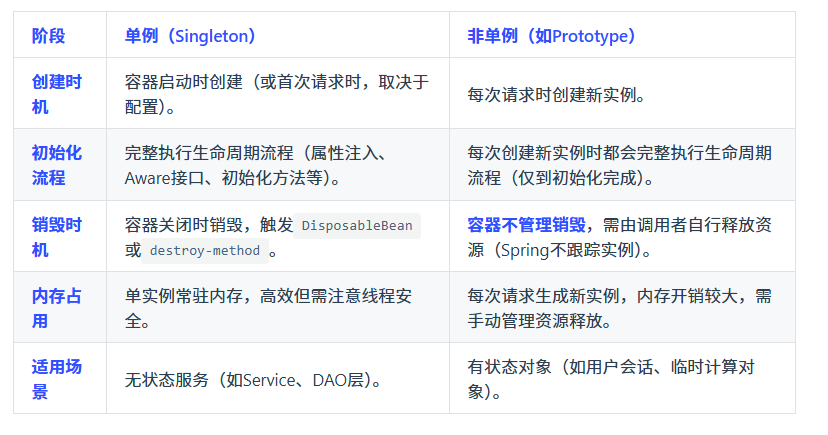 阶段
单例（Singleton）
非单例（如Prototype）
创建时
机
容器启动时创建（或首次请求时，取决于
配置）。
每次请求时创建新实例。
初始化
流程
完整执行生命周期流程（属性注入、
Aware接口、初始化方法等）。
每次创建新实例时都会完整执行生命周期
流程（仅到初始化完成）。
销毁时
机
容器关闭时销毁，触发 DisposableBean
或 destroy-method 。
容器不管理销毁，需由调用者自行释放资
源（Spring不跟踪实例）。
内存占
用
单实例常驻内存，高效但需注意线程安
全。
每次请求生成新实例，内存开销较大，需
手动管理资源释放。
适用场
景
无状态服务（如Service、DAO层）。
有状态对象（如用户会话、临时计算对
象）。